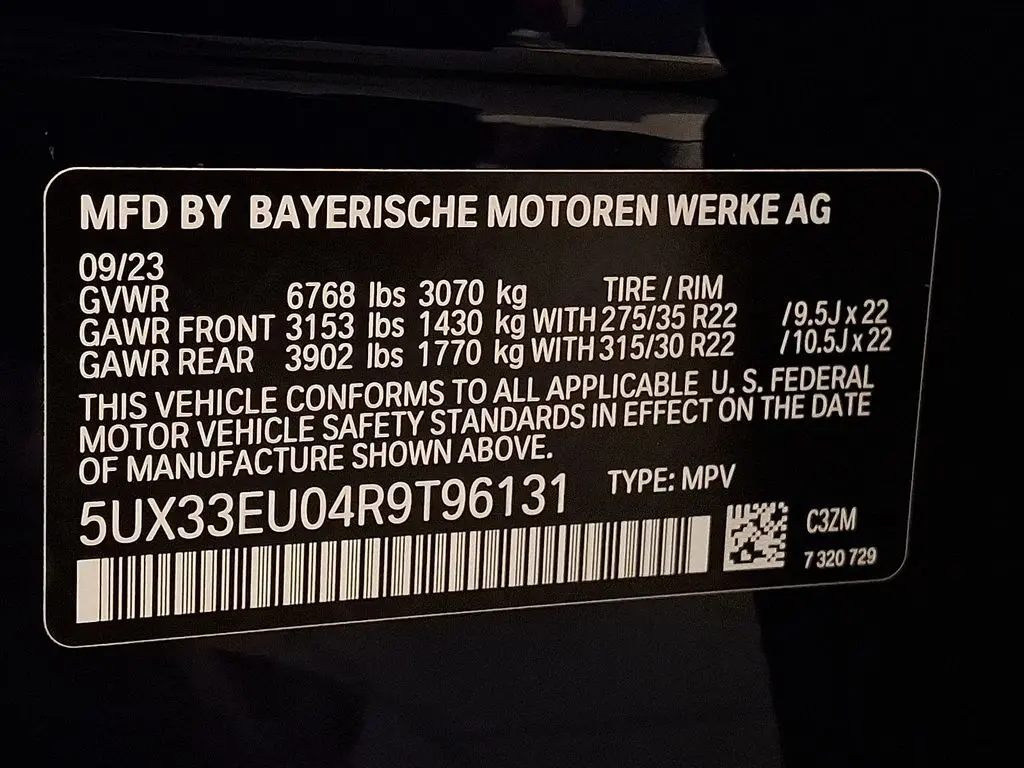 MFD BY BAYERISCHE MOTOREN WERKE AG
09/23
GVWR 6768 lbs 3070 kg TIRE / RIM
GAWR FRONT 3153 lbs 1430 kg WITH 275/35 R22 /9.5J x 22
GAWR REAR 3902 lbs 1770 kg WITH 315/30 R22 /10.5J x 22
THIS VEHICLE CONFORMS TO ALL APPLICABLE U. S. FEDERAL
MOTOR VEHICLE SAFETY STANDARDS IN EFFECT ON THE DATE
OF MANUFACTURE SHOWN ABOVE.
5UX33EU04R9T96131 TYPE: MPV
C3ZM
7 320 729